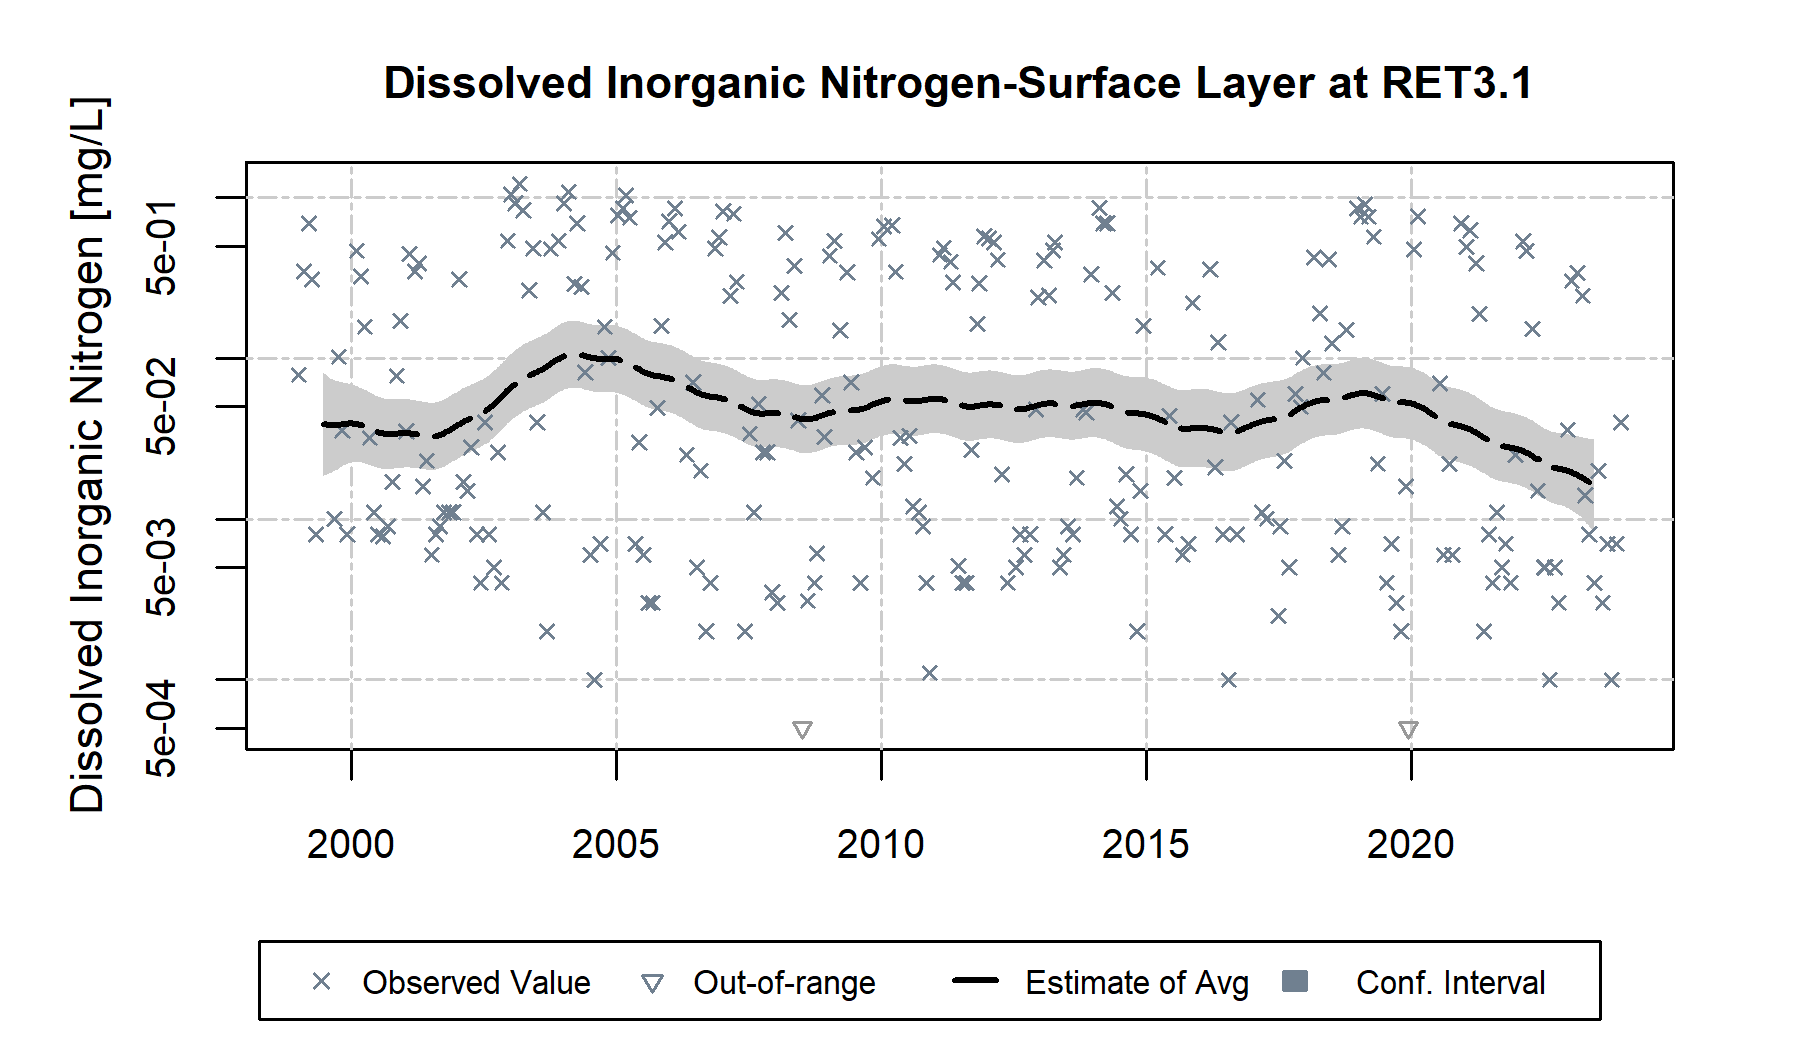 Dissolved Inorganic Nitrogen-Surface Layer at RET3.1
Dissolved Inorganic Nitrogen [mg/L]
5e-01
5e-02
5e-03
5e-04
2000 2005 2010 2015 2020
Observed Value Out-of-range Estimate of Avg Conf. Interval